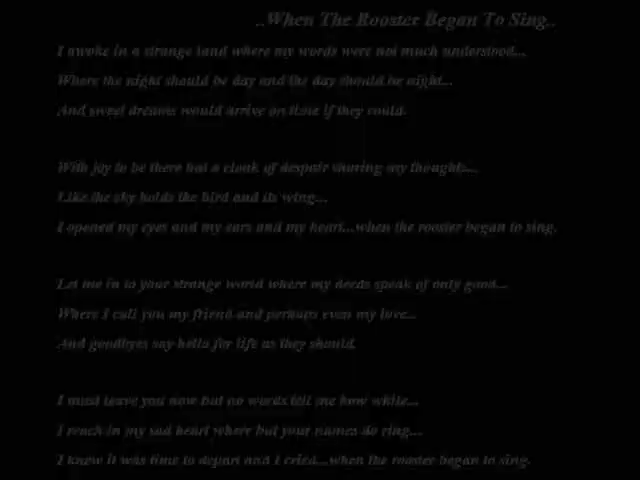 ..When The Rooster Began To Sing..
I awoke in a strange land where my words were not much understood...
Where the night should be day and the day should be night...
And sweet dreams would arrive on time if they could.
With joy to be there but a cloak of despair sharing my thoughts...
Like the sky holds the bird and its wing...
I opened my eyes and my ears and my heart...when the rooster began to sing.
Let me in to your strange world where my deeds speak of only good...
Where I call you my friend and perhaps even my love...
And goodbyes say hello for life as they should.
I must leave you now but no words tell me how while...
I reach in my sad heart where but your names do ring...
I knew it was time to depart and I cried...when the rooster began to sing.